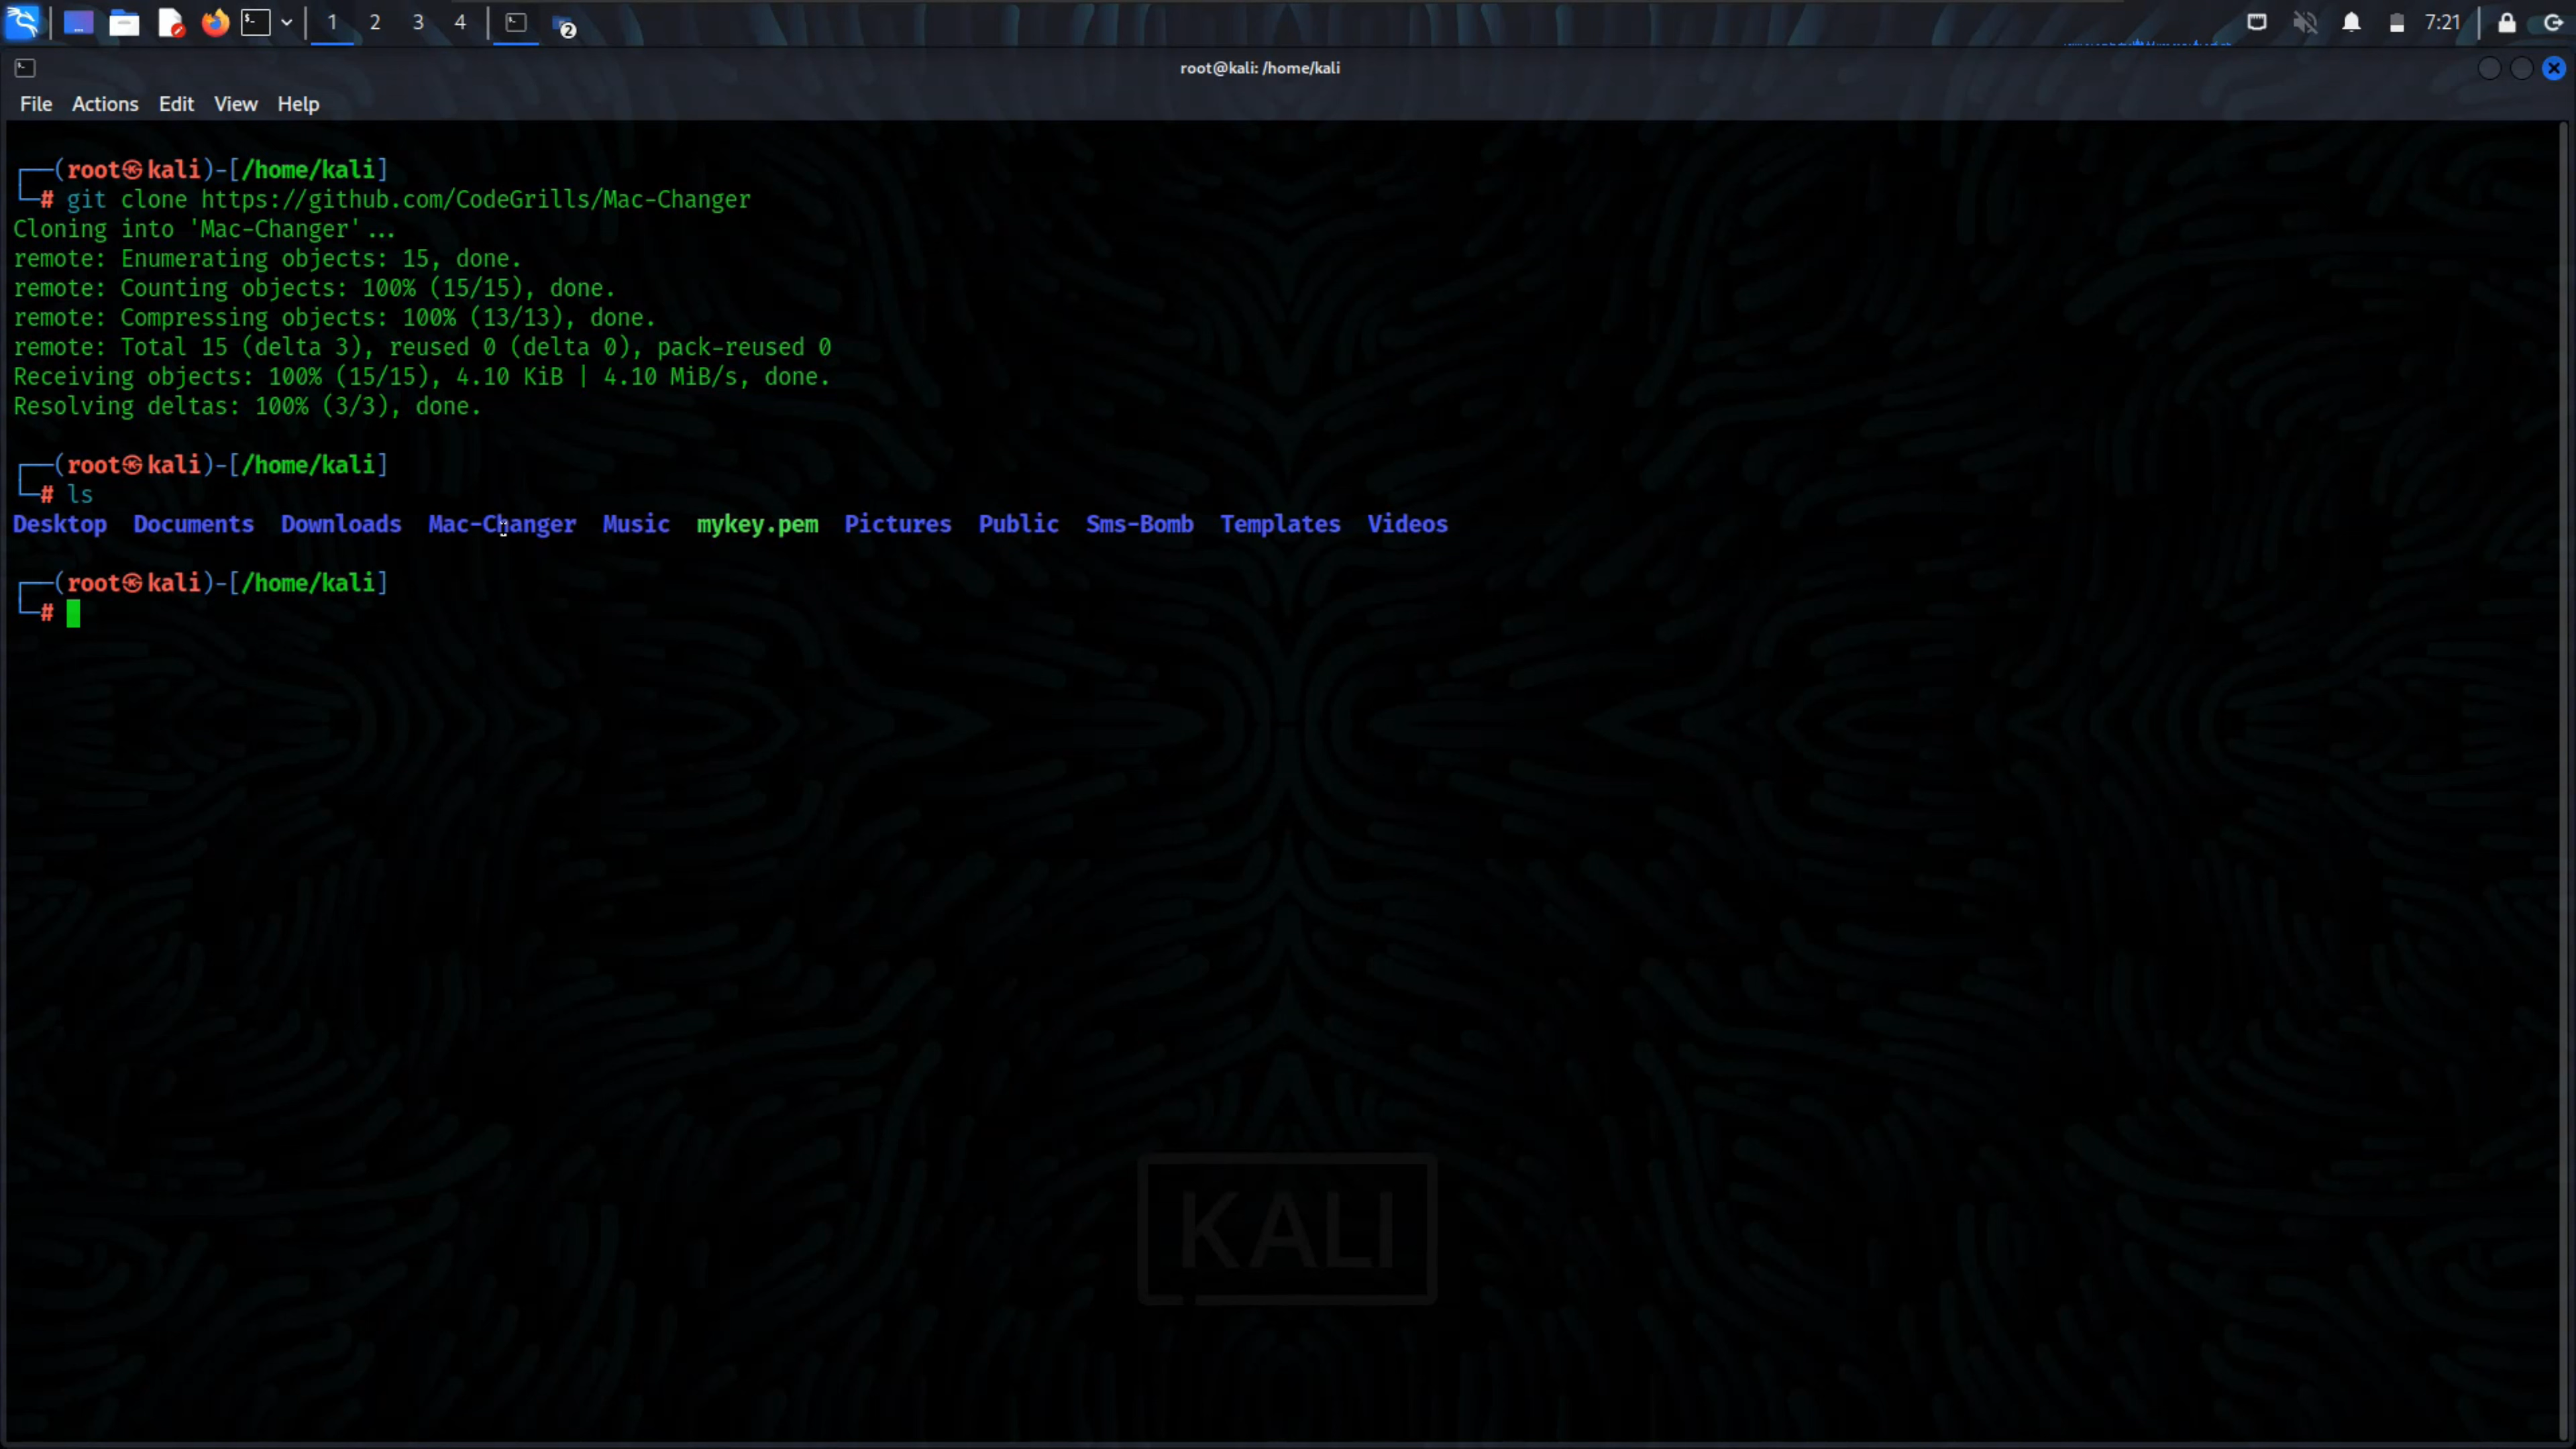 1 2 3 4 2 7:21
root@kali: /home/kali
File Actions Edit View Help
┌──(root㉿kali)-[/home/kali]
└─# git clone https://github.com/CodeGrills/Mac-Changer
Cloning into 'Mac-Changer'...
remote: Enumerating objects: 15, done.
remote: Counting objects: 100% (15/15), done.
remote: Compressing objects: 100% (13/13), done.
remote: Total 15 (delta 3), reused 0 (delta 0), pack-reused 0
Receiving objects: 100% (15/15), 4.10 KiB | 4.10 MiB/s, done.
Resolving deltas: 100% (3/3), done.
┌──(root㉿kali)-[/home/kali]
└─# ls
Desktop Documents Downloads Mac-Changer Music mykey.pem Pictures Public Sms-Bomb Templates Videos
┌──(root㉿kali)-[/home/kali]
└─#
KALI